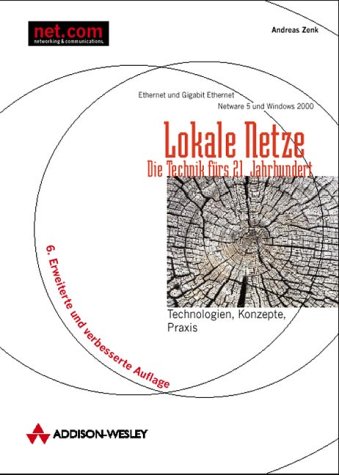 net.com
networking & communications.
Andreas Zenk
Ethernet und Gigabit Ethernet
Netware 5 und Windows 2000
Lokale Netze
Die Technik fürs 21. Jahrhundert
Technologien, Konzepte,
Praxis
6. Erweiterte und verbesserte Auflage
ADDISON-WESLEY